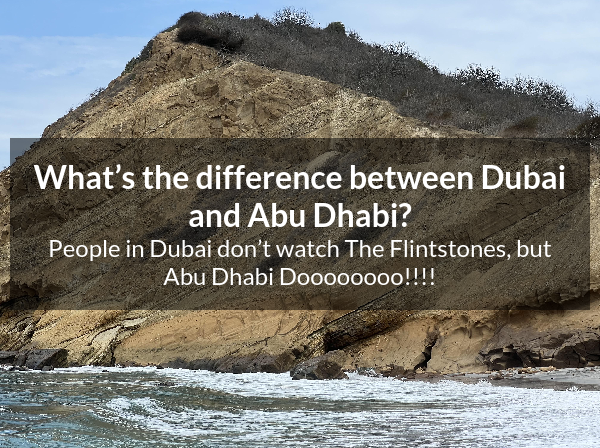 What’s the difference between Dubai
and Abu Dhabi?
People in Dubai don’t watch The Flintstones, but
Abu Dhabi Doooooooo!!!!